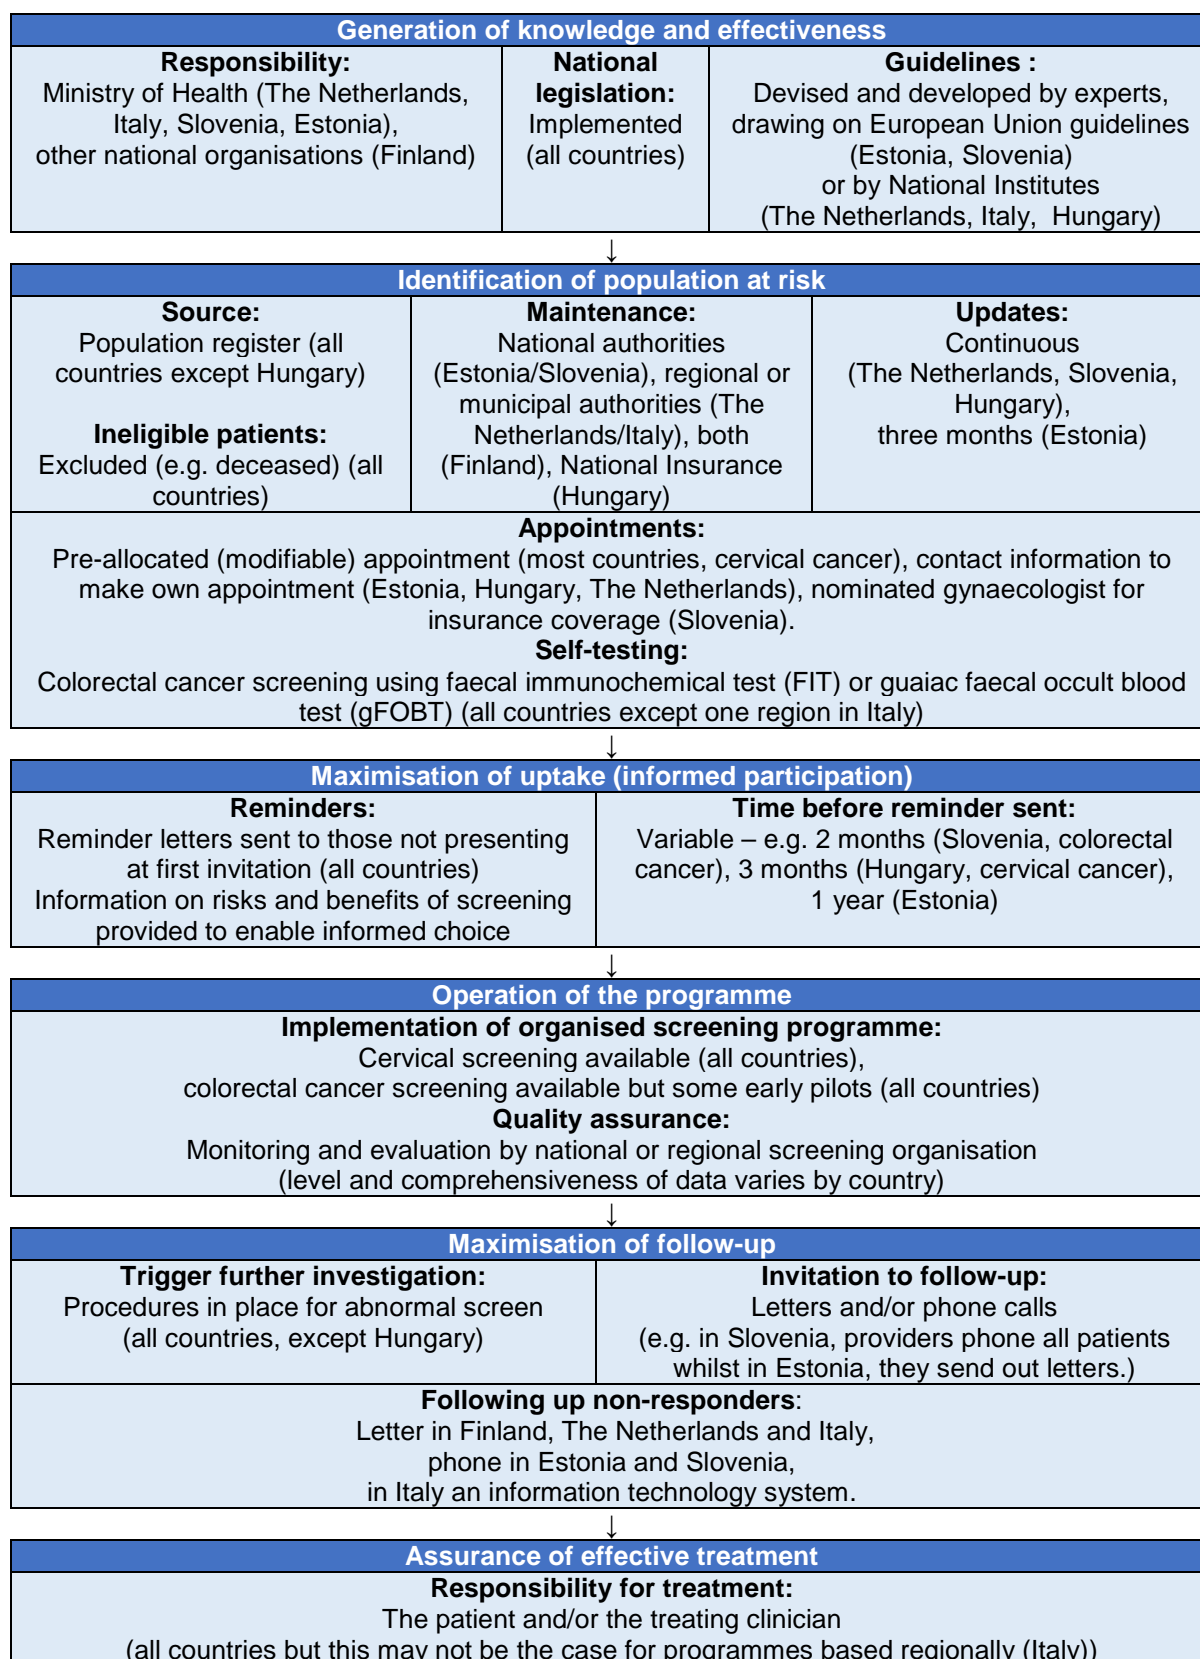 Generation of knowledge and effectiveness
Responsibility:
Ministry of Health (The Netherlands,
Italy, Slovenia, Estonia),
other national organisations (Finland)
National
legislation:
Implemented
(all countries)
Guidelines :
Devised and developed by experts,
drawing on European Union guidelines
(Estonia, Slovenia)
or by National Institutes
(The Netherlands, Italy, Hungary)
↓
Identification of population at risk
Source:
Population register (all
countries except Hungary)
Ineligible patients:
Excluded (e.g. deceased) (all
countries)
Maintenance:
National authorities
(Estonia/Slovenia), regional or
municipal authorities (The
Netherlands/Italy), both
(Finland), National Insurance
(Hungary)
Updates:
Continuous
(The Netherlands, Slovenia,
Hungary),
three months (Estonia)
Appointments:
Pre-allocated (modifiable) appointment (most countries, cervical cancer), contact information to
make own appointment (Estonia, Hungary, The Netherlands), nominated gynaecologist for
insurance coverage (Slovenia).
Self-testing:
Colorectal cancer screening using faecal immunochemical test (FIT) or guaiac faecal occult blood
test (gFOBT) (all countries except one region in Italy)
↓
Maximisation of uptake (informed participation)
Reminders:
Reminder letters sent to those not presenting
at first invitation (all countries)
Information on risks and benefits of screening
provided to enable informed choice
Time before reminder sent:
Variable – e.g. 2 months (Slovenia, colorectal
cancer), 3 months (Hungary, cervical cancer),
1 year (Estonia)
↓
Operation of the programme
Implementation of organised screening programme:
Cervical screening available (all countries),
colorectal cancer screening available but some early pilots (all countries)
Quality assurance:
Monitoring and evaluation by national or regional screening organisation
(level and comprehensiveness of data varies by country)
↓
Maximisation of follow-up
Trigger further investigation:
Procedures in place for abnormal screen
(all countries, except Hungary)
Invitation to follow-up:
Letters and/or phone calls
(e.g. in Slovenia, providers phone all patients
whilst in Estonia, they send out letters.)
Following up non-responders:
Letter in Finland, The Netherlands and Italy,
phone in Estonia and Slovenia,
in Italy an information technology system.
↓
Assurance of effective treatment
Responsibility for treatment:
The patient and/or the treating clinician
(all countries but this may not be the case for programmes based regionally (Italy))